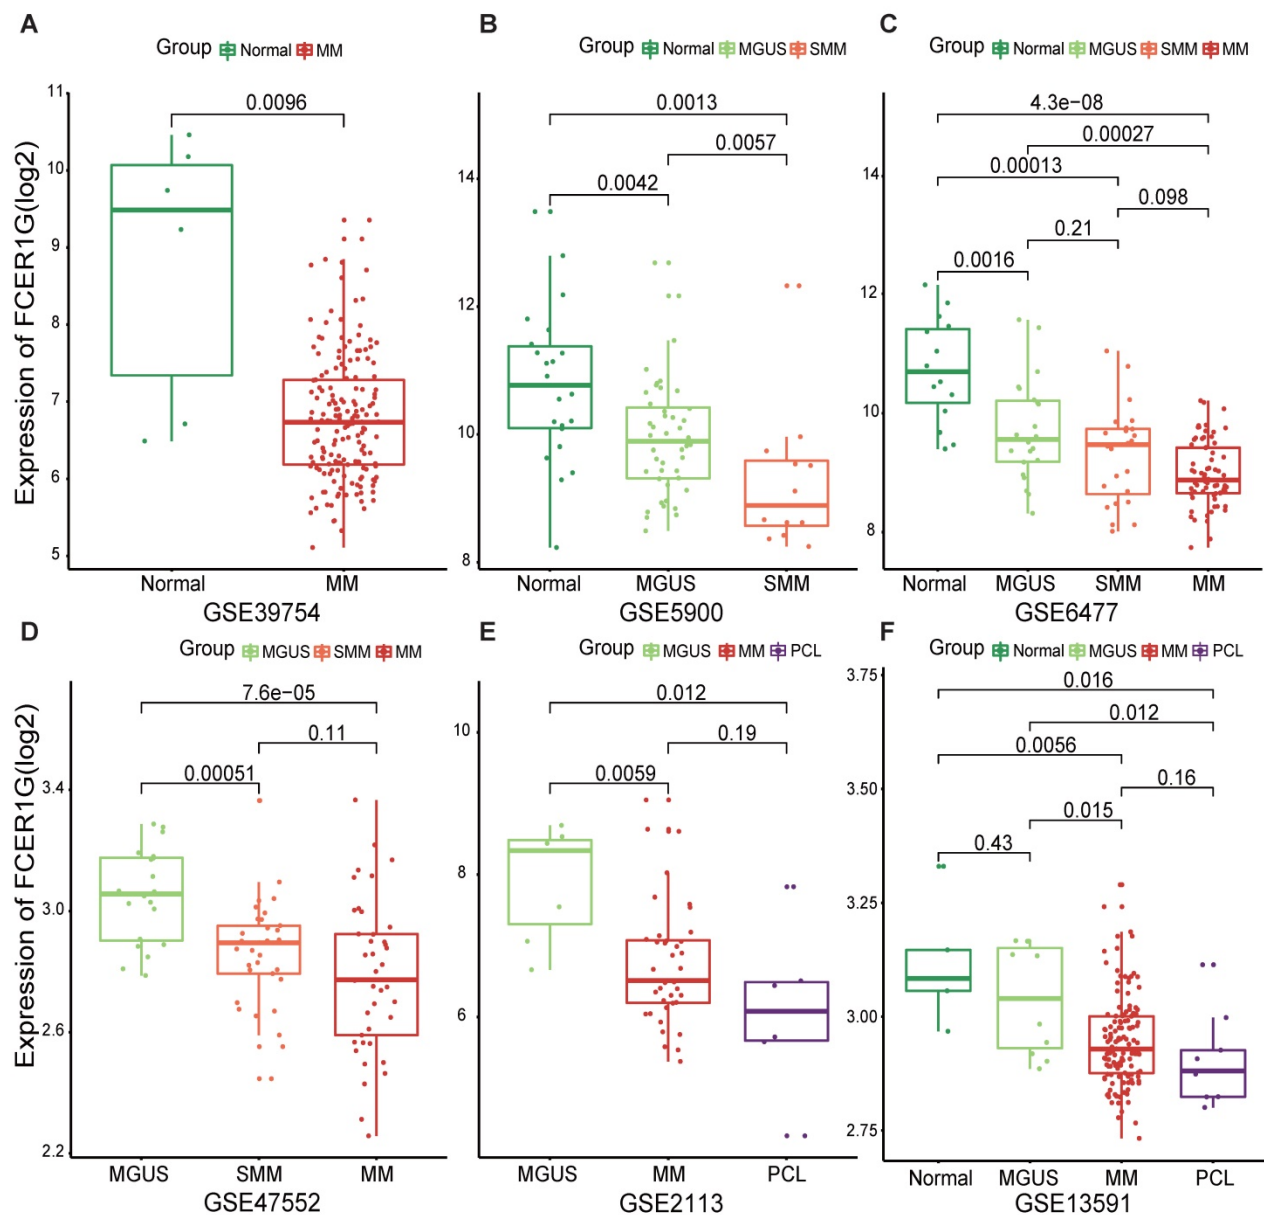 A
Group Normal MM
Expression of FCER1G(log2)
11
10
9
8
7
6
5
0.0096
Normal MM
GSE39754
B
Group Normal MGUS SMM
14
12
10
8
0.0013
0.0057
0.0042
Normal MGUS SMM
GSE5900
C
Group Normal MGUS SMM MM
14
12
10
8
4.3e−08
0.00027
0.00013
0.098
0.21
0.0016
Normal MGUS SMM MM
GSE6477
D
Group MGUS SMM MM
Expression of FCER1G(log2)
3.4
3.0
2.6
2.2
7.6e−05
0.11
0.00051
MGUS SMM MM
GSE47552
E
Group MGUS MM PCL
10
8
6
0.012
0.19
0.0059
MGUS MM PCL
GSE2113
F
Group Normal MGUS MM PCL
3.75
3.50
3.25
3.00
2.75
0.016
0.012
0.0056
0.16
0.015
0.43
Normal MGUS MM PCL
GSE13591